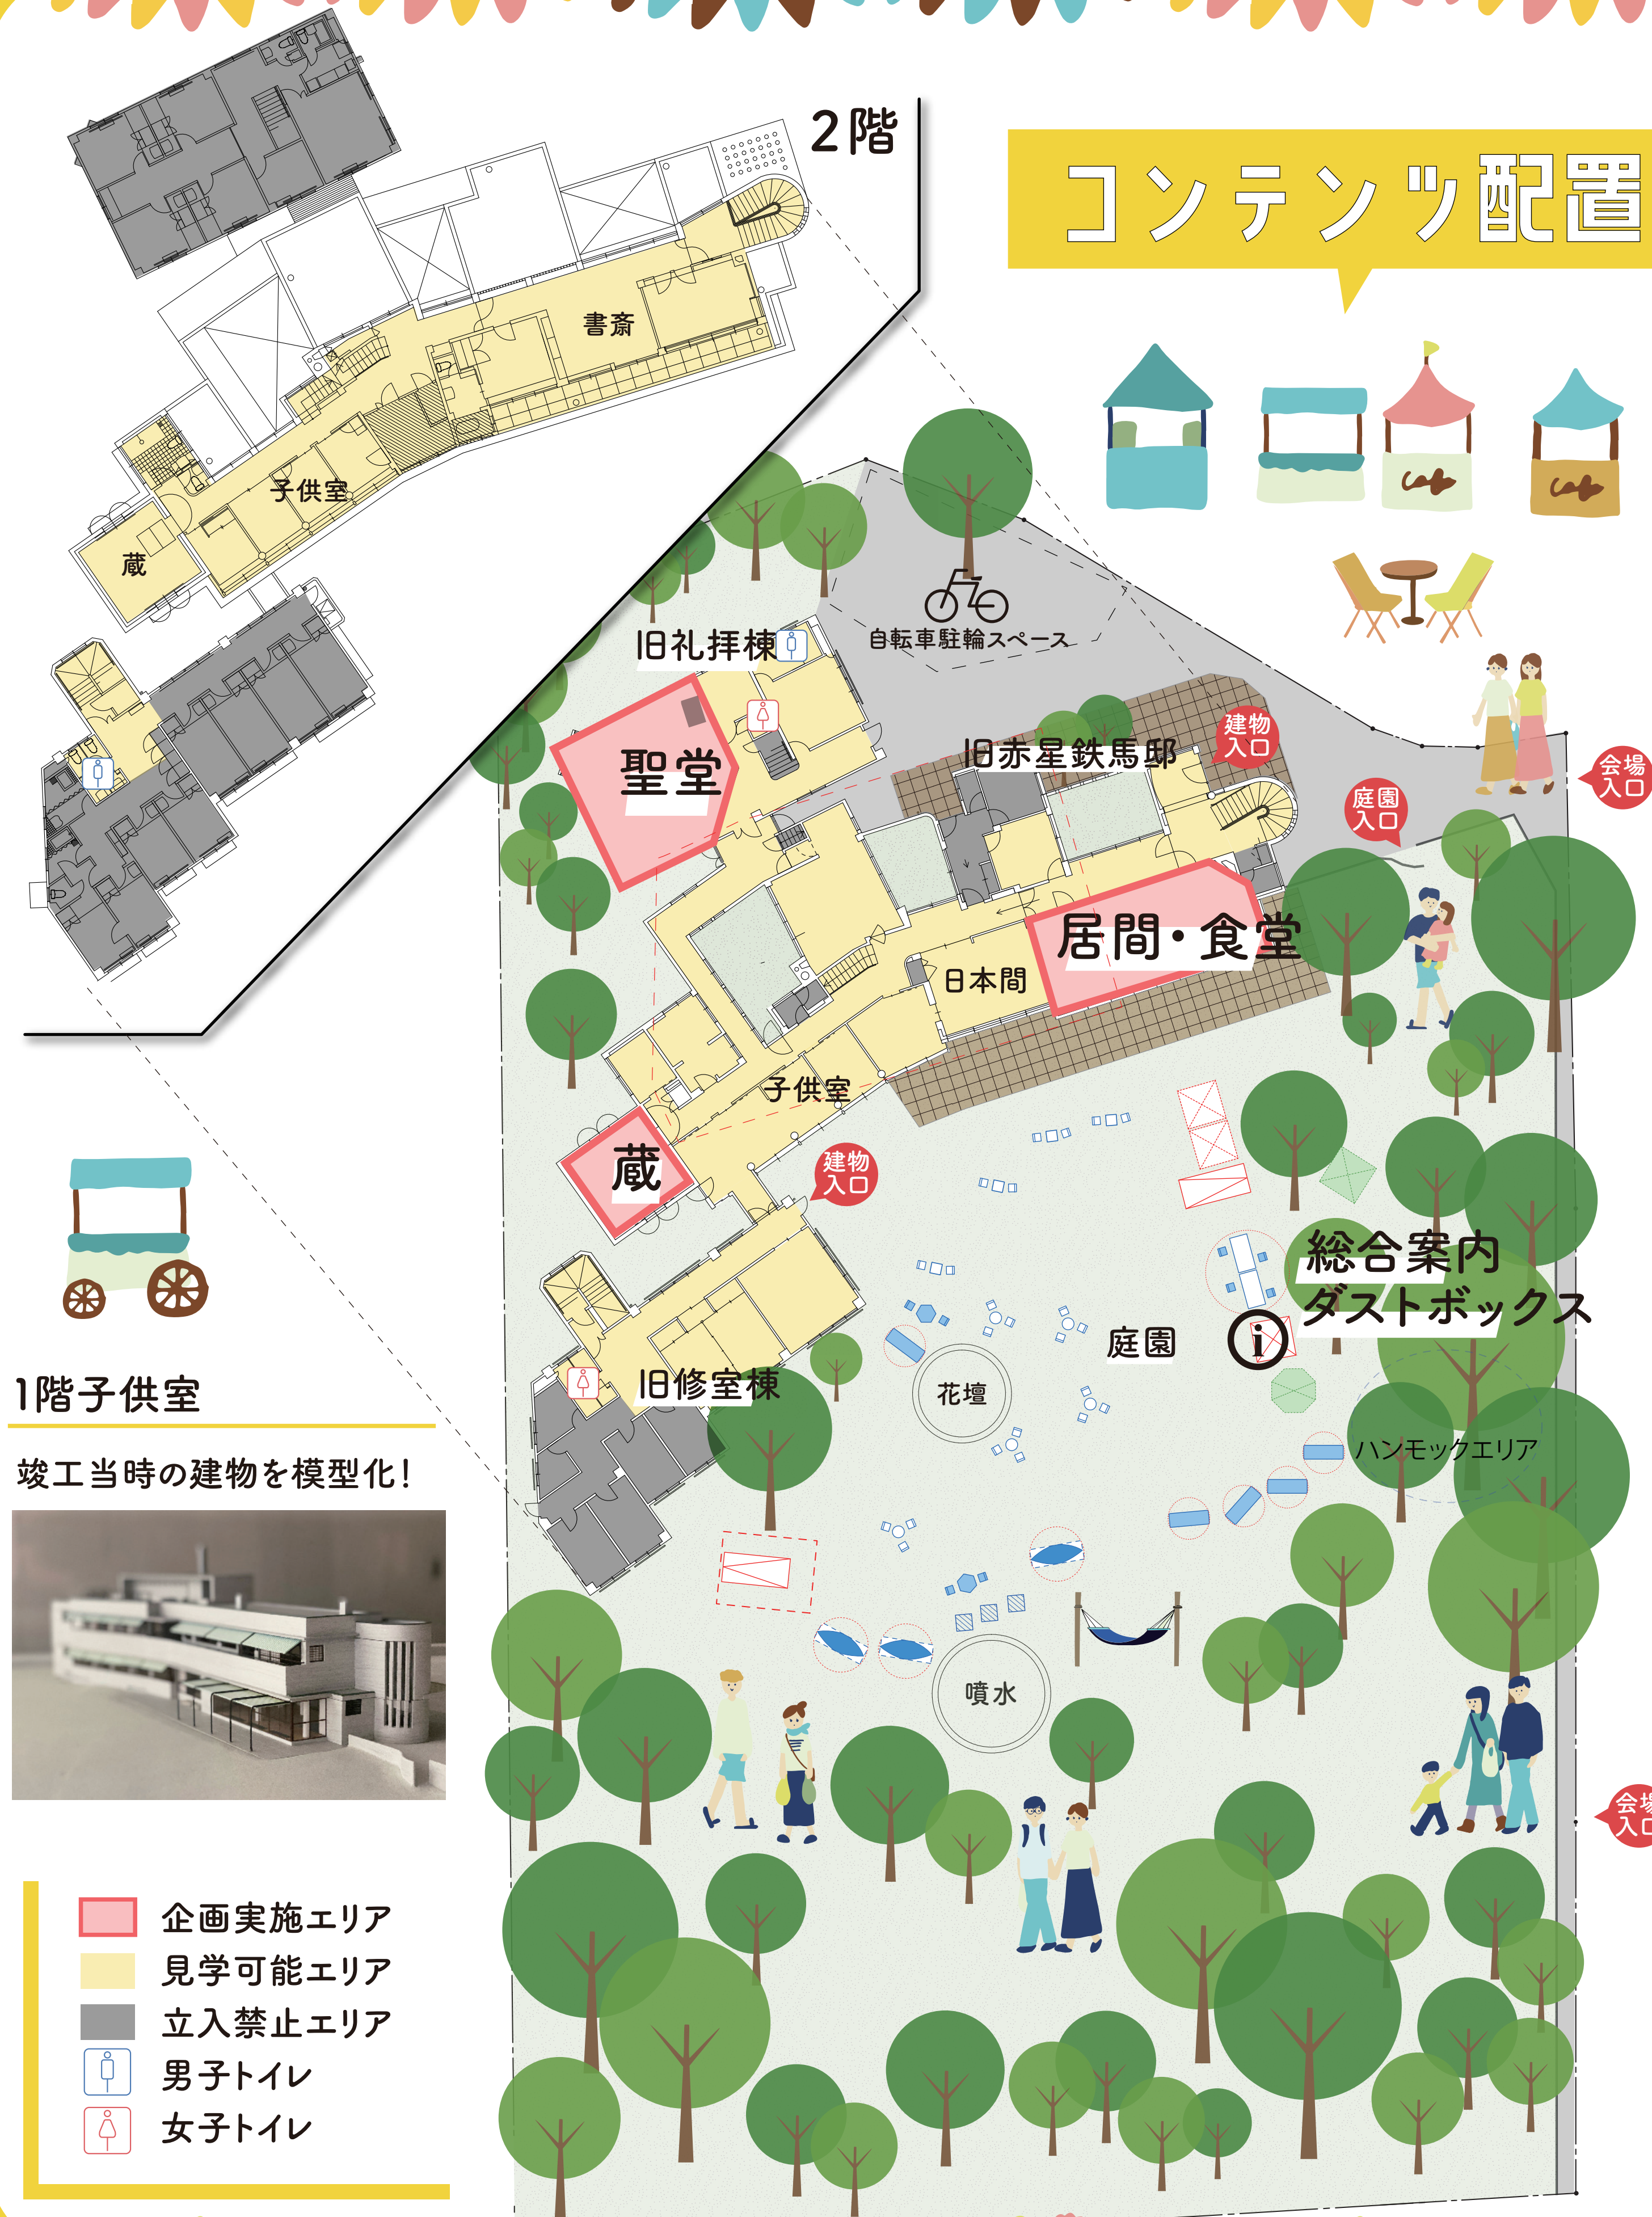 2階
コンテンツ配置
書斎
子供室
蔵
自転車駐輪スペース
旧礼拝棟
聖堂
旧赤星鉄馬邸
建物
入口
会場
入口
庭園
入口
居間・食堂
日本間
子供室
蔵
建物
入口
総合案内
ダストボックス
庭園
i
花壇
旧修室棟
ハンモックエリア
噴水
会場
入口
1階子供室
竣工当時の建物を模型化!
企画実施エリア
見学可能エリア
立入禁止エリア
男子トイレ
女子トイレ